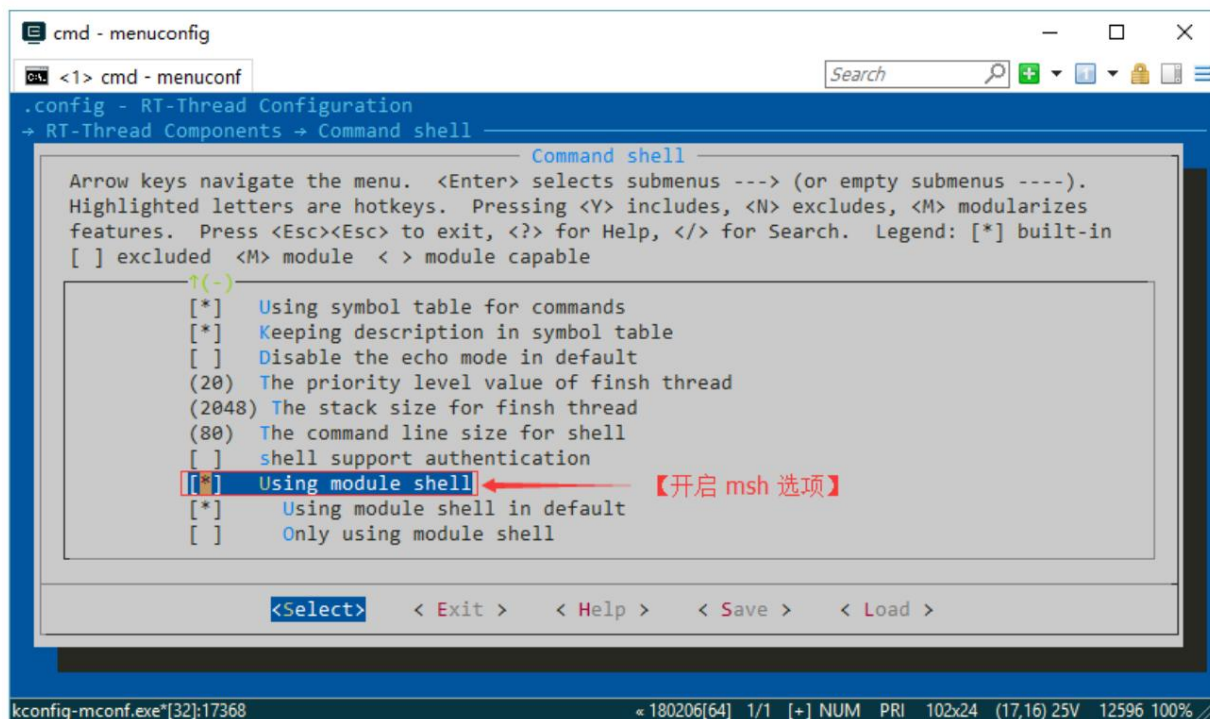 cmd - menuconfig
<1> cmd - menuconf
Search
.config - RT-Thread Configuration
→ RT-Thread Components → Command shell
Command shell
Arrow keys navigate the menu. <Enter> selects submenus ---> (or empty submenus ----).
Highlighted letters are hotkeys. Pressing <Y> includes, <N> excludes, <M> modularizes
features. Press <Esc><Esc> to exit, <?> for Help, </> for Search. Legend: [*] built-in
[ ] excluded <M> module < > module capable
↑(-)
[*] Using symbol table for commands
[*] Keeping description in symbol table
[ ] Disable the echo mode in default
(20) The priority level value of finsh thread
(2048) The stack size for finsh thread
(80) The command line size for shell
[ ] shell support authentication
[*] Using module shell 【开启 msh 选项】
[*] Using module shell in default
[ ] Only using module shell
<Select> < Exit > < Help > < Save > < Load >
kconfig-mconf.exe*[32]:17368 « 180206[64] 1/1 [+] NUM PRI 102x24 (17,16) 25V 12596 100%